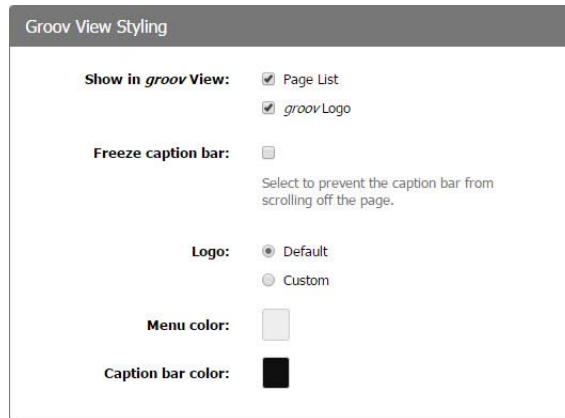 Groov View Styling
Show in groov View: Page List
groov Logo
Freeze caption bar:
Select to prevent the caption bar from
scrolling off the page.
Logo: Default
Custom
Menu color:
Caption bar color: